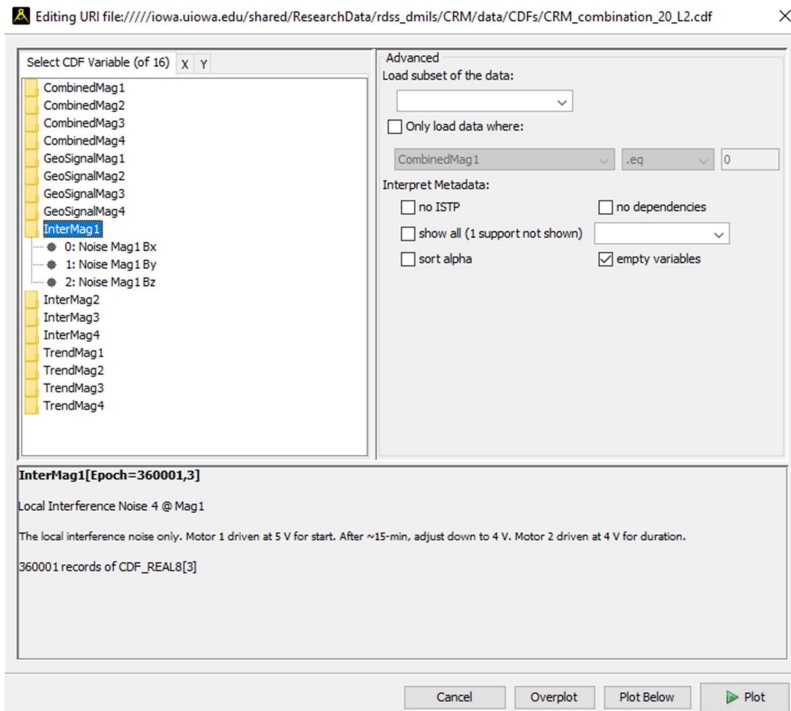 Editing URI file://///iowa.uiowa.edu/shared/ResearchData/rdss_dmils/CRM/data/CDFs/CRM_combination_20_L2.cdf
Select CDF Variable (of 16) X Y
CombinedMag1
CombinedMag2
CombinedMag3
CombinedMag4
GeoSignalMag1
GeoSignalMag2
GeoSignalMag3
GeoSignalMag4
InterMag1
0: Noise Mag1 Bx
1: Noise Mag1 By
2: Noise Mag1 Bz
InterMag2
InterMag3
InterMag4
TrendMag1
TrendMag2
TrendMag3
TrendMag4
Advanced
Load subset of the data:
Only load data where:
CombinedMag1 .eq 0
Interpret Metadata:
no ISTP no dependencies
show all (1 support not shown)
sort alpha empty variables
InterMag1[Epoch=360001,3]
Local Interference Noise 4 @ Mag1
The local interference noise only. Motor 1 driven at 5 V for start. After ~15-min, adjust down to 4 V. Motor 2 driven at 4 V for duration.
360001 records of CDF_REAL8[3]
Cancel Overplot Plot Below Plot